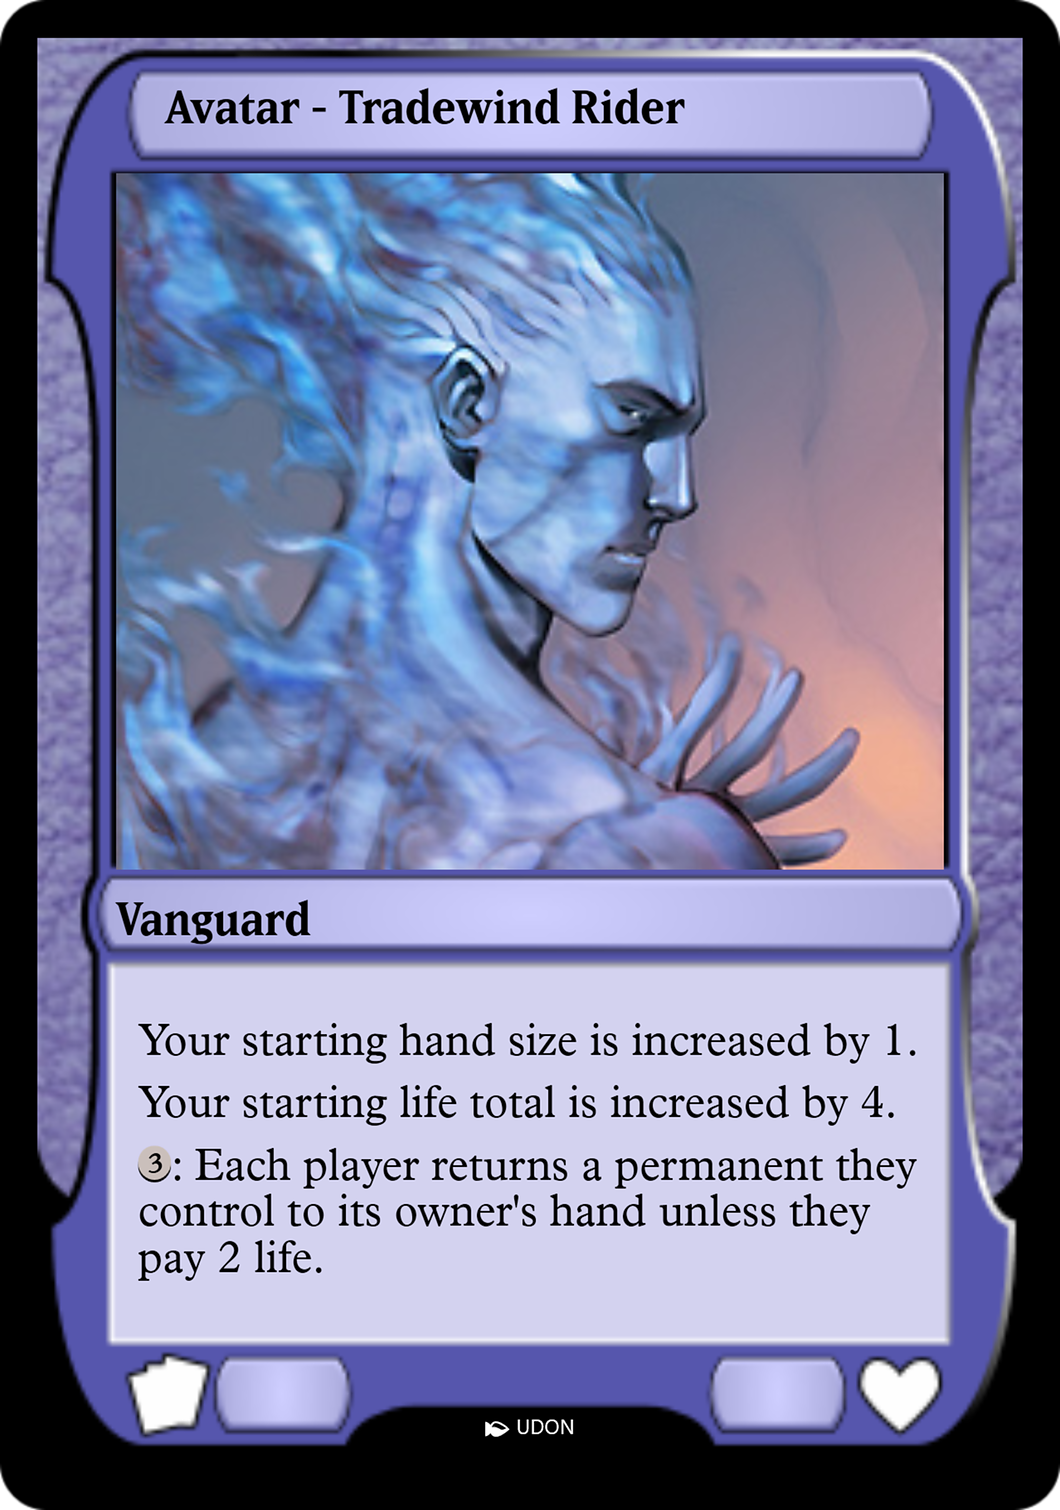 Avatar - Tradewind Rider
Vanguard
Your starting hand size is increased by 1.
Your starting life total is increased by 4.
3: Each player returns a permanent they
control to its owner's hand unless they
pay 2 life.
UDON